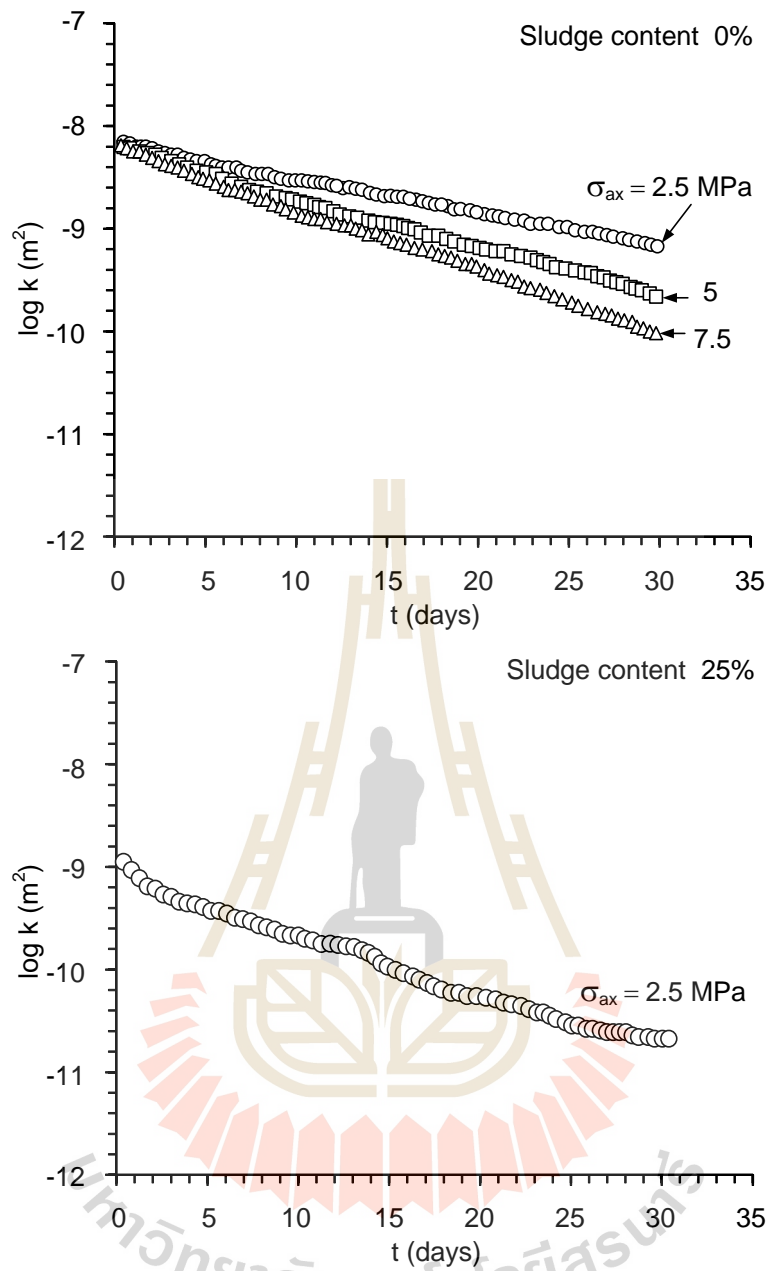 Sludge content 0%
-7
-8
-9
-10
-11
-12
log k (m²)
σax = 2.5 MPa
5
7.5
0 5 10 15 20 25 30 35
t (days)
Sludge content 25%
-7
-8
-9
-10
-11
-12
log k (m²)
σax = 2.5 MPa
0 5 10 15 20 25 30 35
t (days)